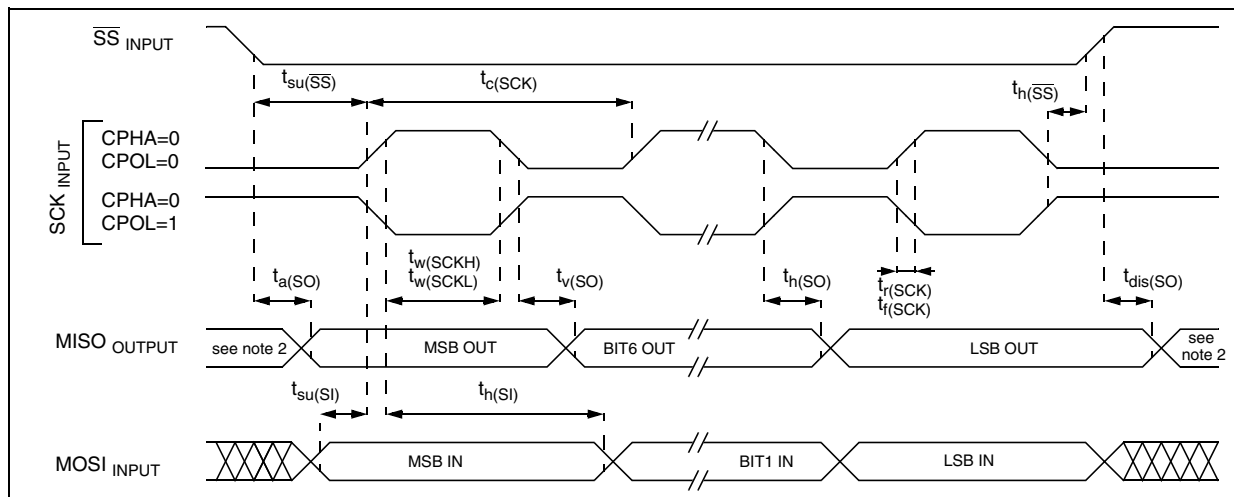 SS INPUT
tsu(SS)
tc(SCK)
th(SS)
SCK INPUT
CPHA=0
CPOL=0
CPHA=0
CPOL=1
ta(SO)
tw(SCKH)
tw(SCKL)
tv(SO)
th(SO)
tr(SCK)
tf(SCK)
tdis(SO)
MISO OUTPUT
see note 2
MSB OUT
BIT6 OUT
LSB OUT
see
note 2
tsu(SI)
th(SI)
MOSI INPUT
MSB IN
BIT1 IN
LSB IN